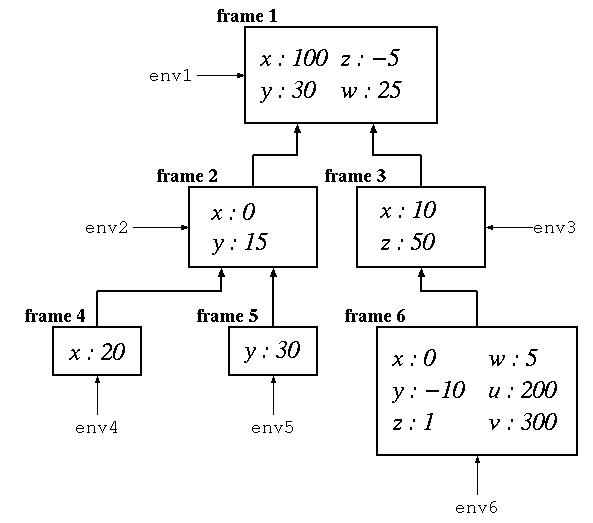 frame 1
x : 100 z : −5
env1
y : 30 w : 25
frame 2
frame 3
x : 0
x : 10
env2
env3
y : 15
z : 50
frame 4
frame 5
frame 6
x : 20
y : 30
x : 0 w : 5
y : −10 u : 200
z : 1 v : 300
env4
env5
env6